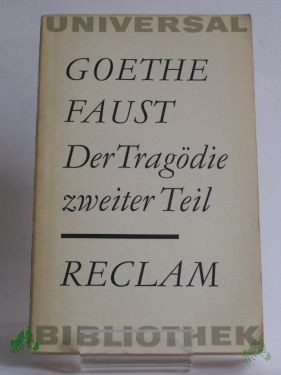 UNIVERSAL
GOETHE
FAUST
Der Tragödie
zweiter Teil
RECLAM
BIBLIOTHEK